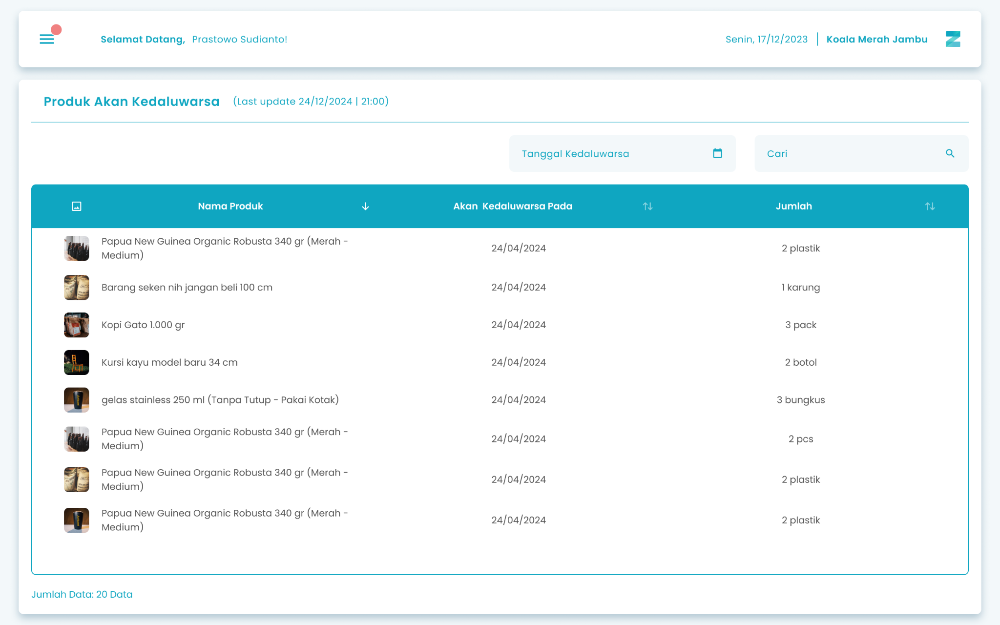 Selamat Datang, Prastowo Sudianto!
Senin, 17/12/2023 | Koala Merah Jambu
Produk Akan Kedaluwarsa (Last update 24/12/2024 | 21:00)
Tanggal Kedaluwarsa
Cari
Nama Produk
Akan Kedaluwarsa Pada
Jumlah
Papua New Guinea Organic Robusta 340 gr (Merah -
Medium)
24/04/2024
2 plastik
Barang seken nih jangan beli 100 cm
24/04/2024
1 karung
Kopi Gato 1.000 gr
24/04/2024
3 pack
Kursi kayu model baru 34 cm
24/04/2024
2 botol
gelas stainless 250 ml (Tanpa Tutup - Pakai Kotak)
24/04/2024
3 bungkus
Papua New Guinea Organic Robusta 340 gr (Merah -
Medium)
24/04/2024
2 pcs
Papua New Guinea Organic Robusta 340 gr (Merah -
Medium)
24/04/2024
2 plastik
Papua New Guinea Organic Robusta 340 gr (Merah -
Medium)
24/04/2024
2 plastik
Jumlah Data: 20 Data